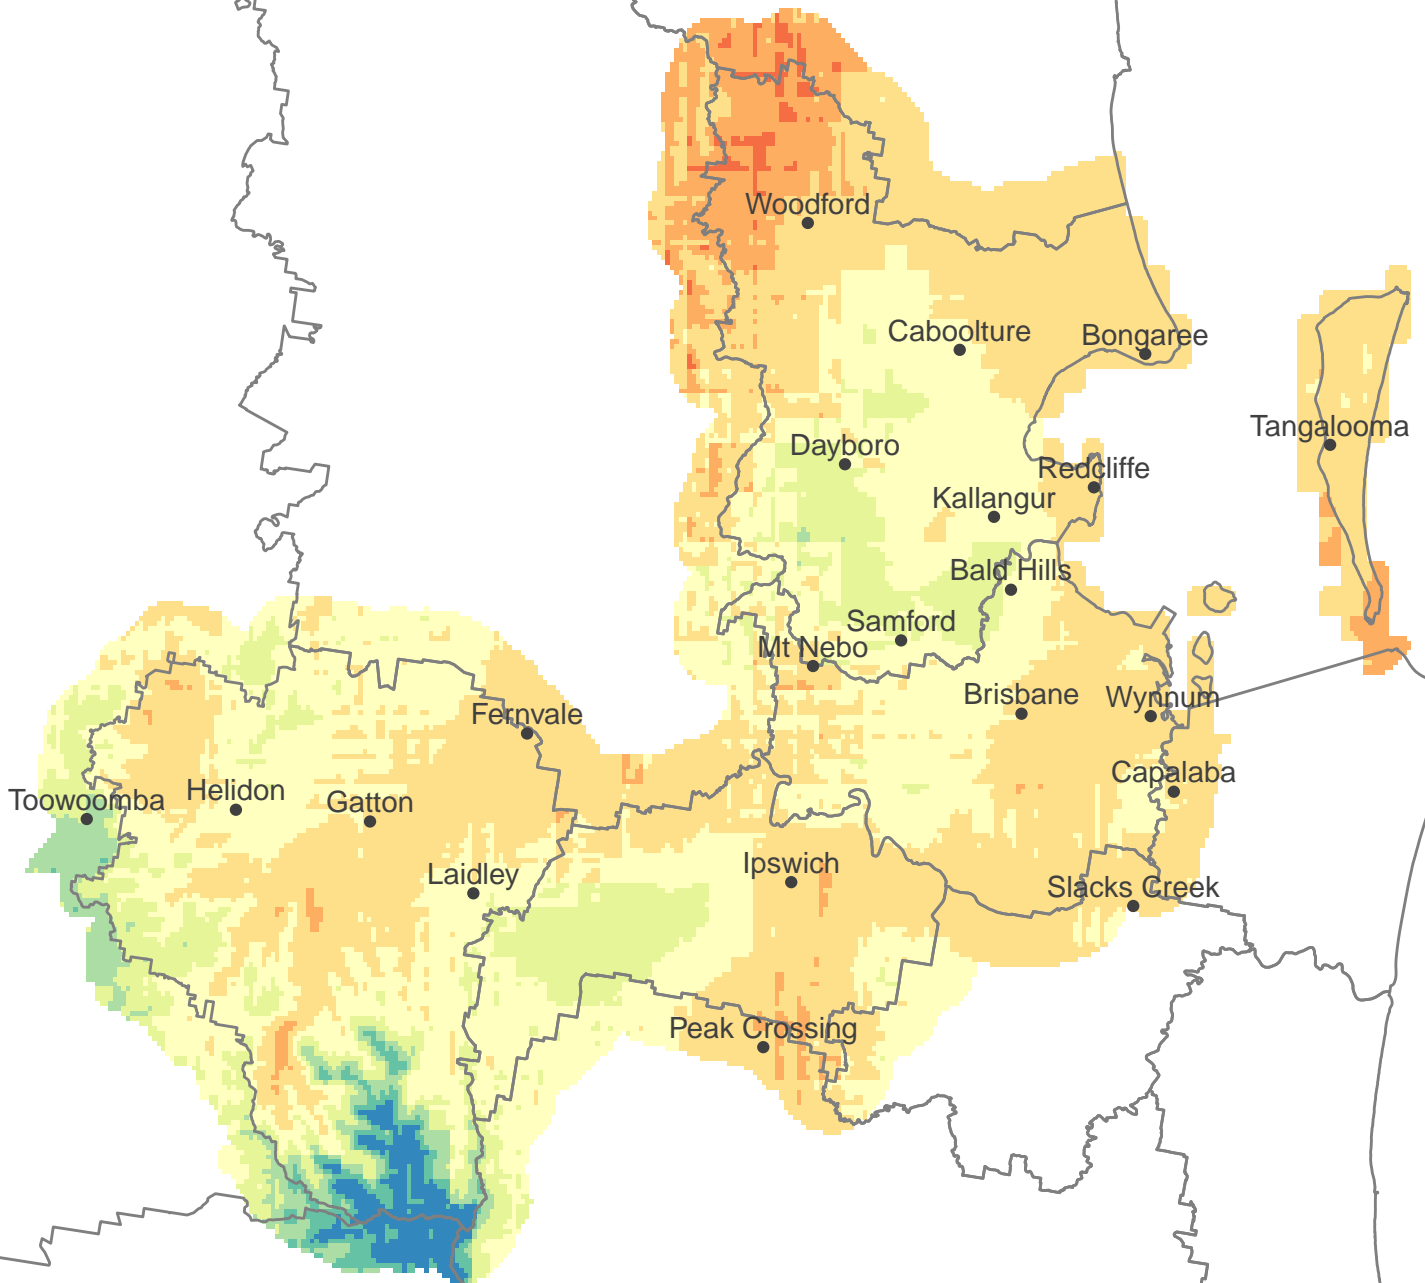 Woodford
Caboolture
Bongaree
Tangalooma
Dayboro
Redcliffe
Kallangur
Bald Hills
Samford
Mt Nebo
Brisbane
Wynnum
Fernvale
Capalaba
Toowoomba
Helidon
Gatton
Ipswich
Laidley
Slacks Creek
Peak Crossing